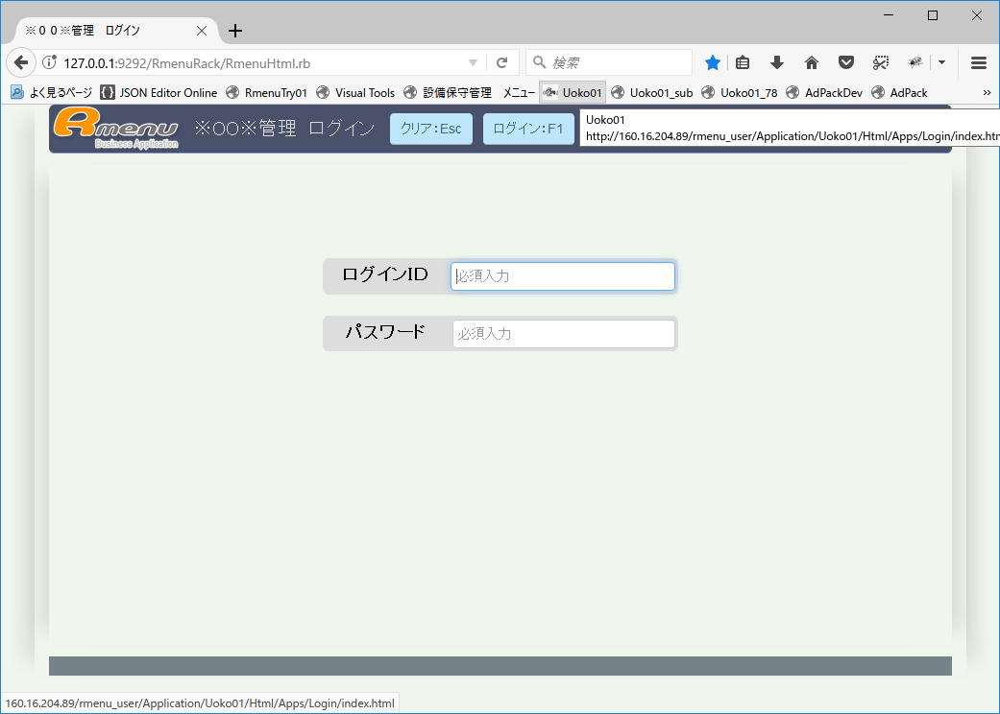 ※００※管理　ログイン
127.0.0.1:9292/RmenuRack/RmenuHtml.rb
検索
よく見るページ JSON Editor Online RmenuTry01 Visual Tools 設備保守管理　メニュー Uoko01 Uoko01_sub Uoko01_78 AdPackDev AdPack »
Rmenu
Business Application
※○○※管理　ログイン クリア：Esc ログイン：F1
Uoko01
http://160.16.204.89/rmenu_user/Application/Uoko01/Html/Apps/Login/index.htm
ログインID 必須入力
パスワード 必須入力
160.16.204.89/rmenu_user/Application/Uoko01/Html/Apps/Login/index.html